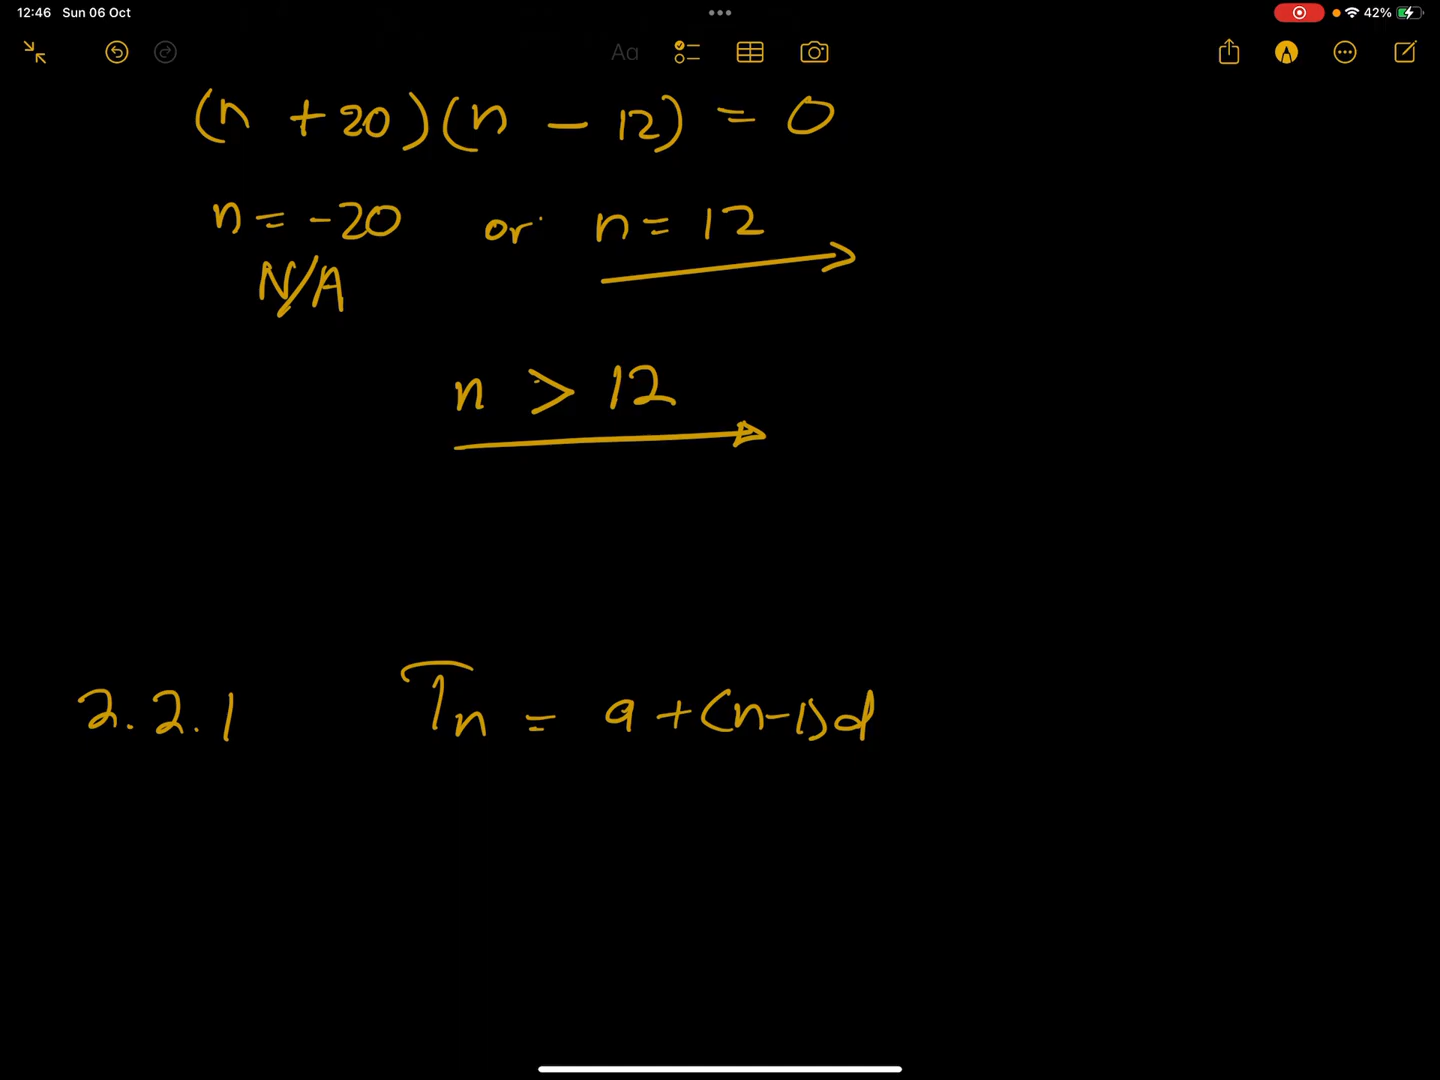 12:46 Sun 06 Oct 42%
Aa
(n + 20)(n - 12) = 0
n = -20 or n = 12
N/A
n > 12
2.2.1 Tn = a + (n-1)d